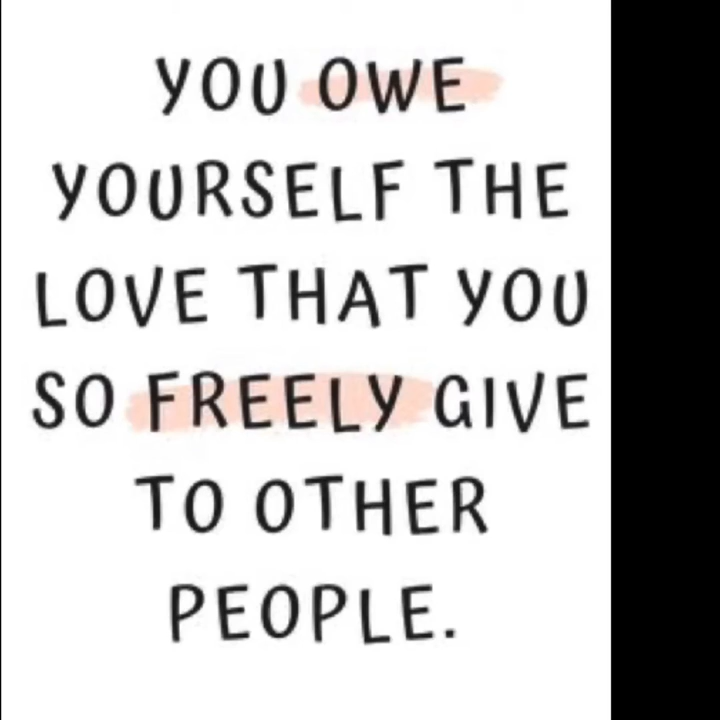 YOU OWE
YOURSELF THE
LOVE THAT YOU
SO FREELY GIVE
TO OTHER
PEOPLE.